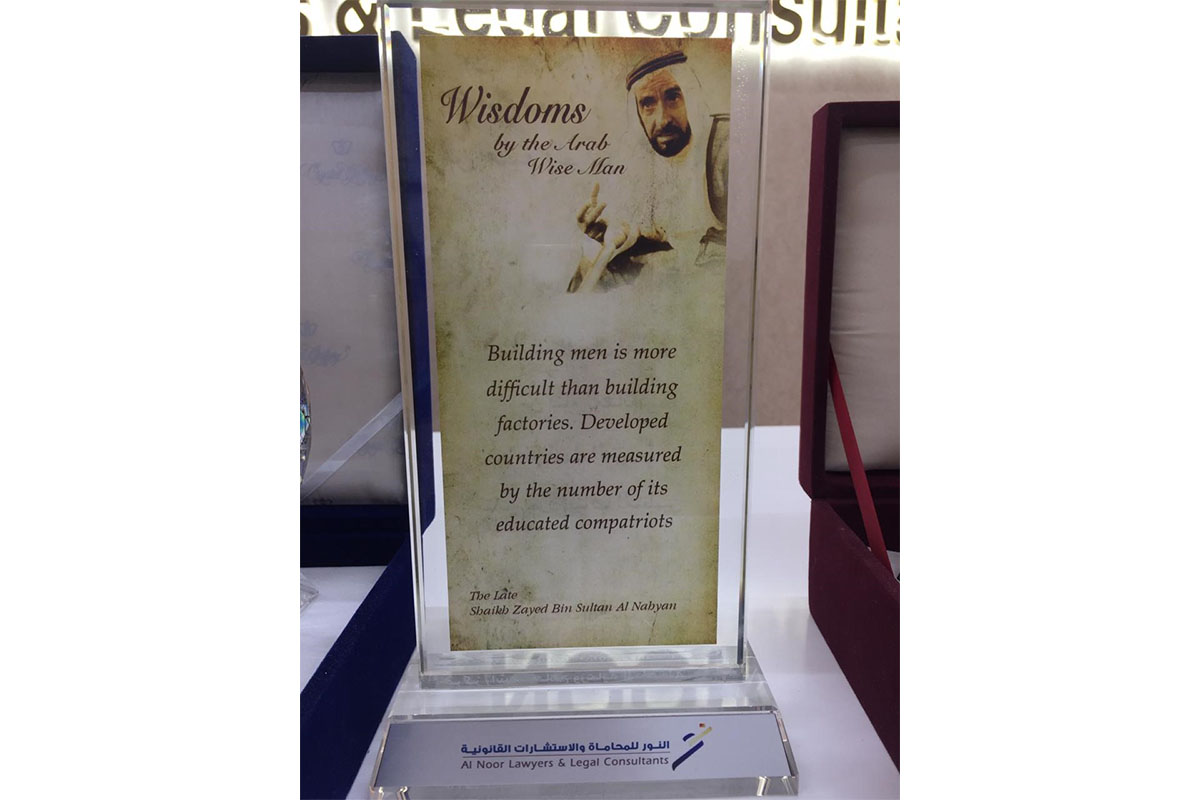 & Legal Consulta
Wisdoms
by the Arab
Wise Man
Building men is more
difficult than building
factories. Developed
countries are measured
by the number of its
educated compatriots
The Late
Shaikh Zayed Bin Sultan Al Nahyan
النور للمحاماة والاستشارات القانونية
Al Noor Lawyers & Legal Consultants